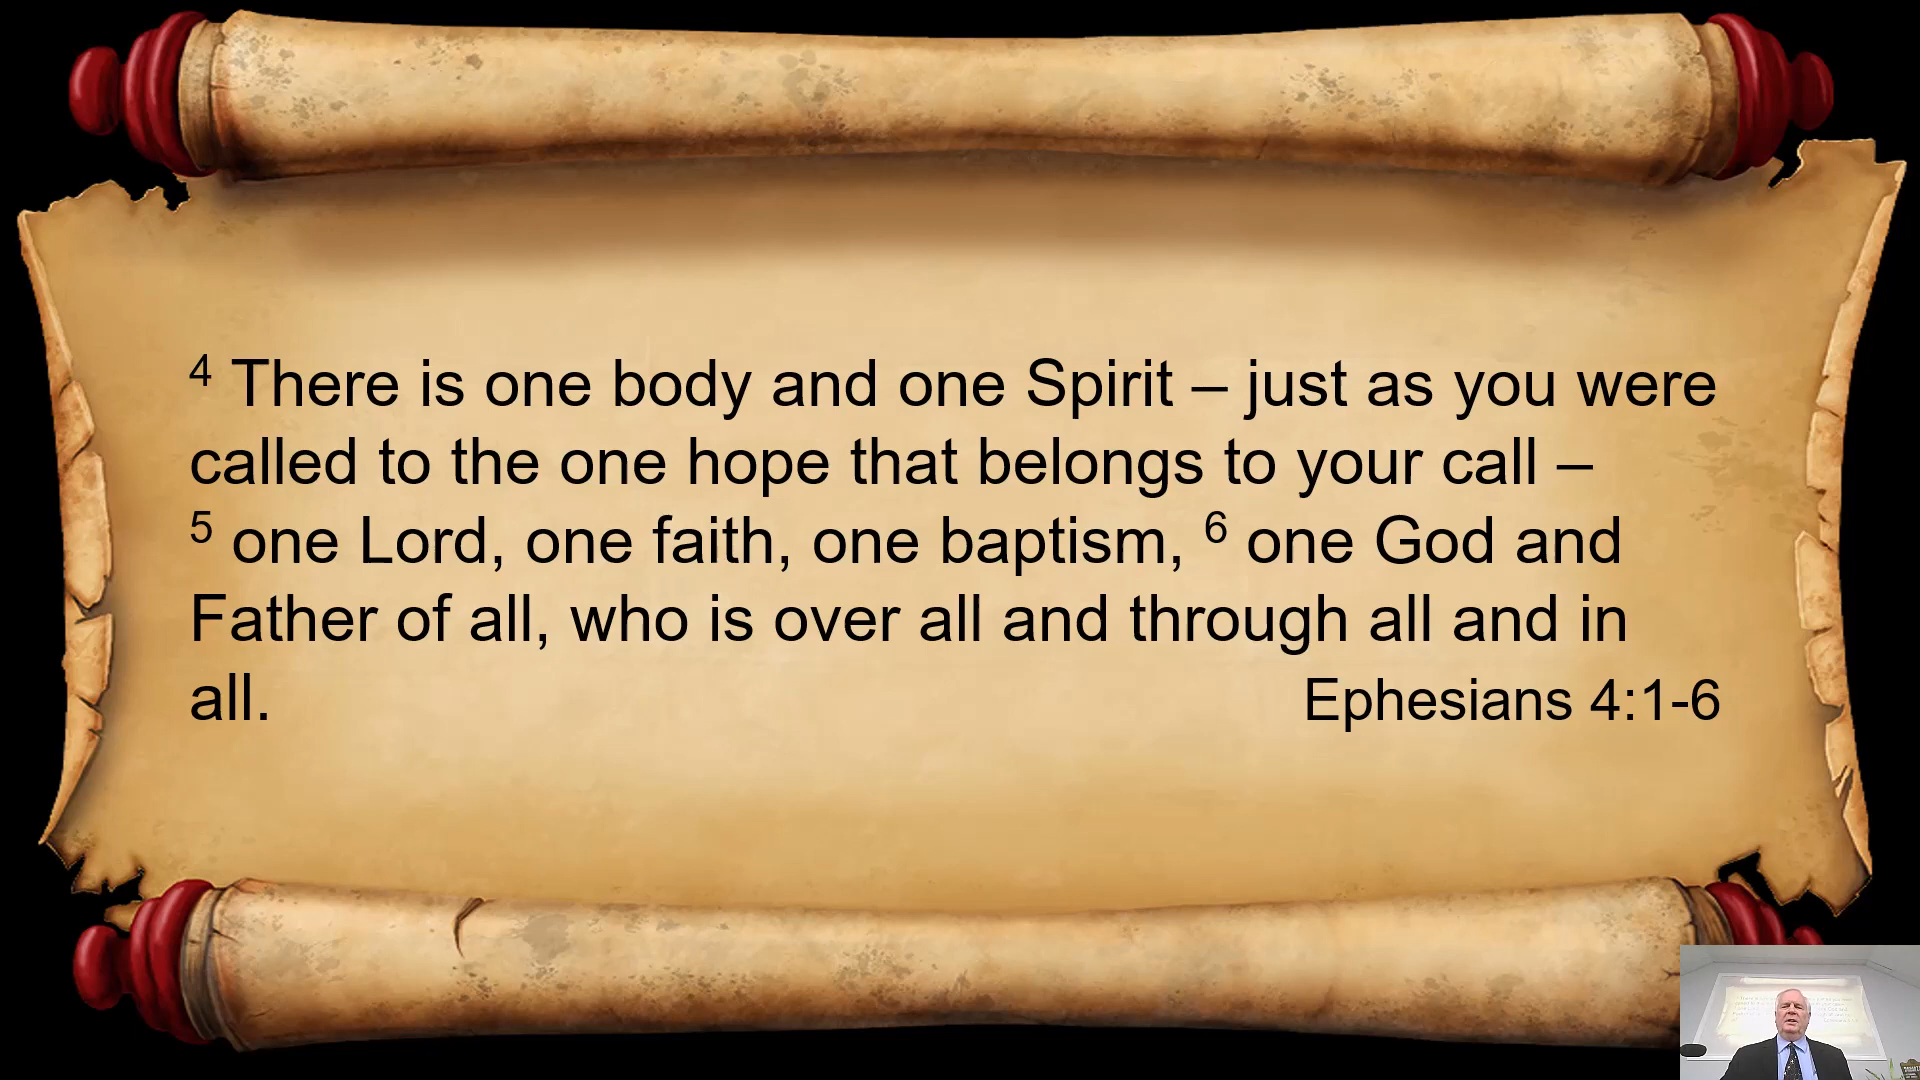 4 There is one body and one Spirit – just as you were
called to the one hope that belongs to your call –
5 one Lord, one faith, one baptism, 6 one God and
Father of all, who is over all and through all and in
all. Ephesians 4:1-6